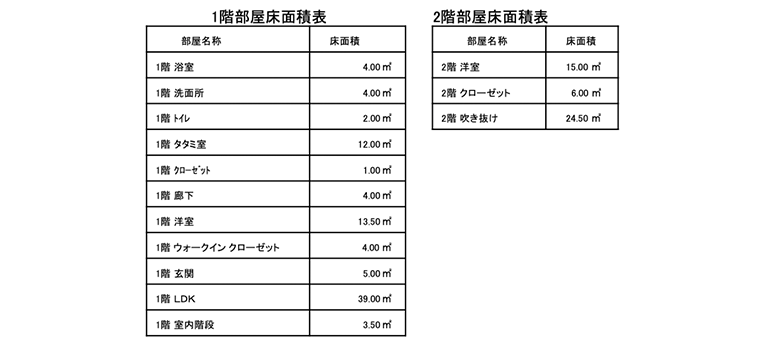 1階部屋床面積表
部屋名称 床面積
1階 浴室 4.00 ㎡
1階 洗面所 4.00 ㎡
1階 ﾄｲﾚ 2.00 ㎡
1階 タタミ室 12.00 ㎡
1階 ｸﾛｰｾﾞｯﾄ 1.00 ㎡
1階 廊下 4.00 ㎡
1階 洋室 13.50 ㎡
1階 ウォークイン クローゼット 4.00 ㎡
1階 玄関 5.00 ㎡
1階 LDK 39.00 ㎡
1階 室内階段 3.50 ㎡
2階部屋床面積表
部屋名称 床面積
2階 洋室 15.00 ㎡
2階 クローゼット 6.00 ㎡
2階 吹き抜け 24.50 ㎡